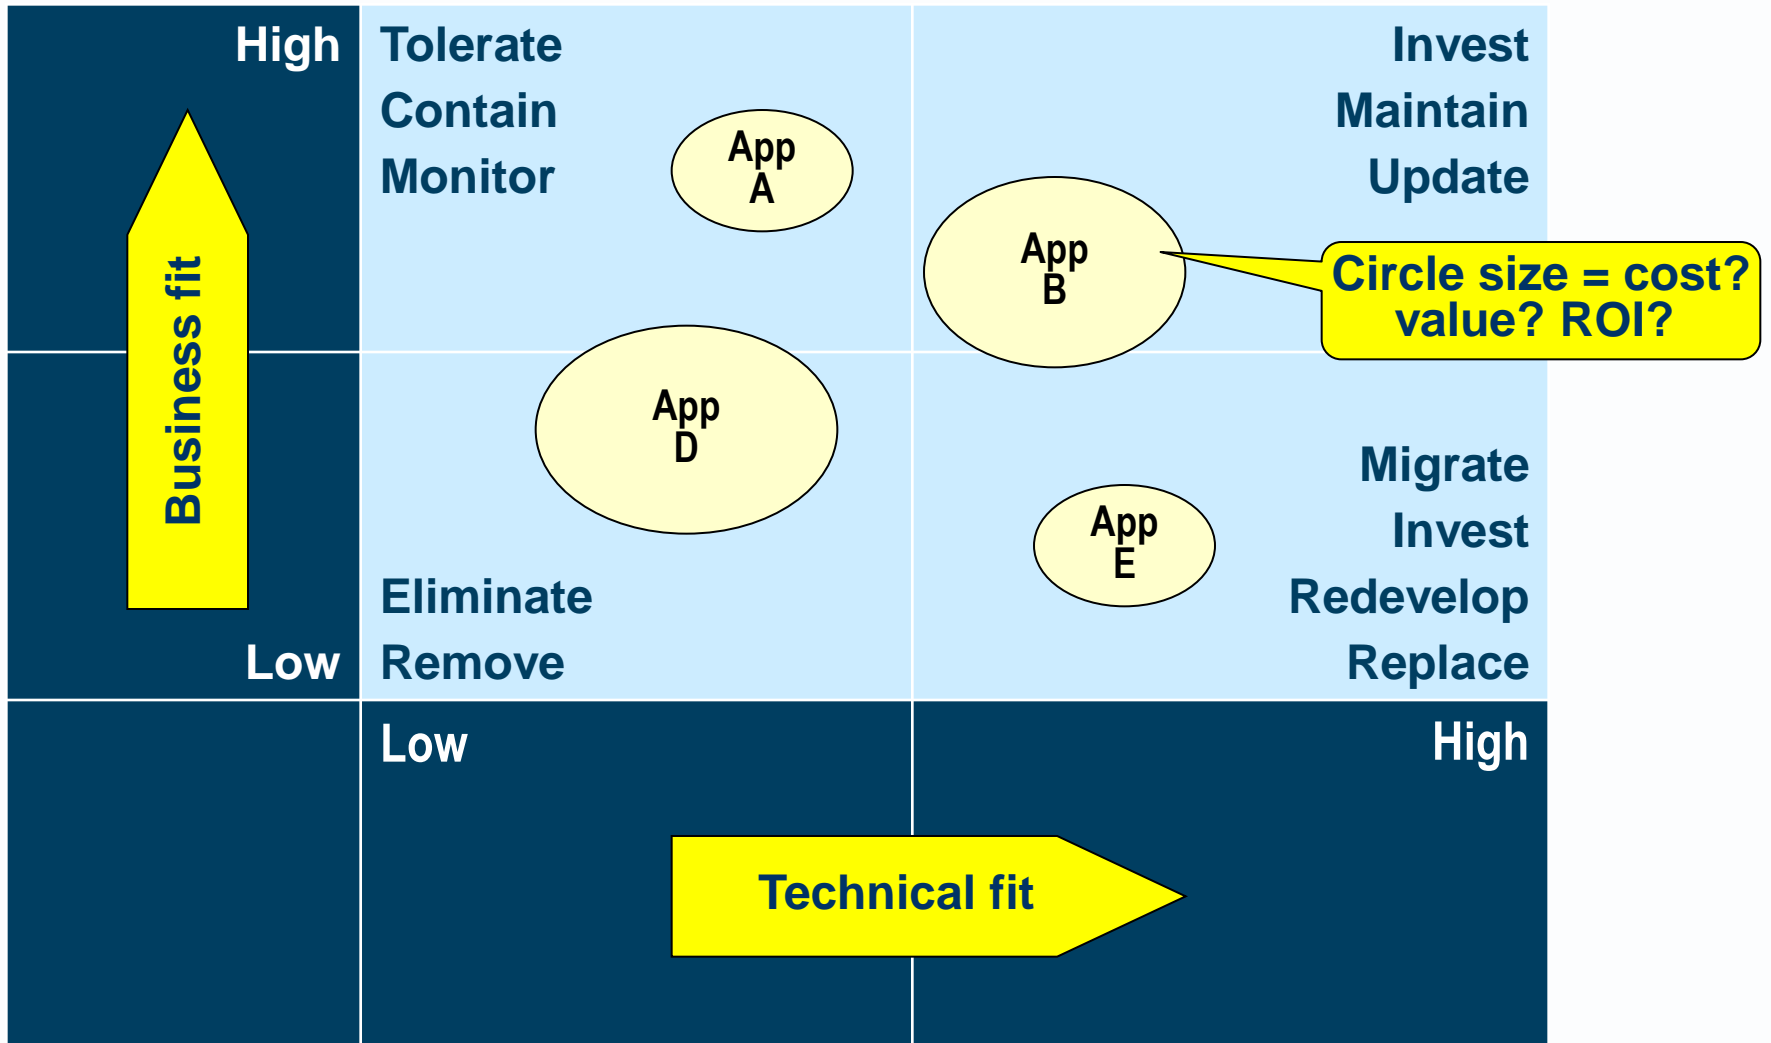 High
Tolerate
Contain
Monitor
Invest
Maintain
Update
App
A
App
B
Circle size = cost?
value? ROI?
Business fit
App
D
App
E
Low
Eliminate
Remove
Migrate
Invest
Redevelop
Replace
Low
High
Technical fit